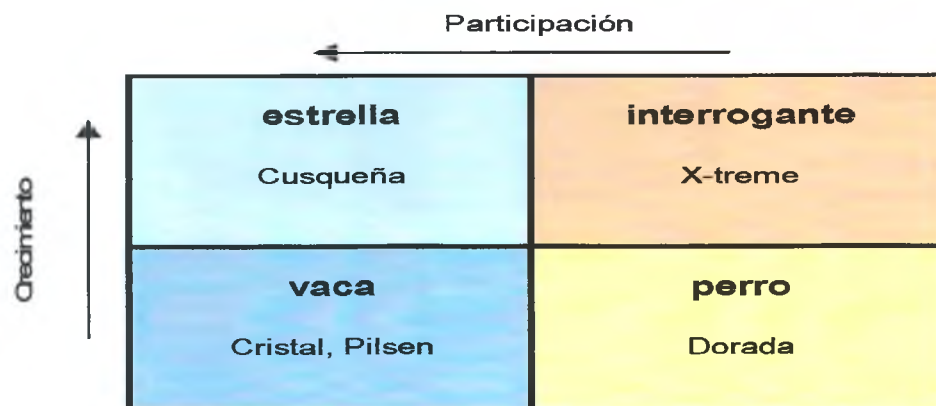 Participación
estrella
interrogante
Cusqueña
X-treme
Crecimiento
vaca
perro
Cristal, Pilsen
Dorada